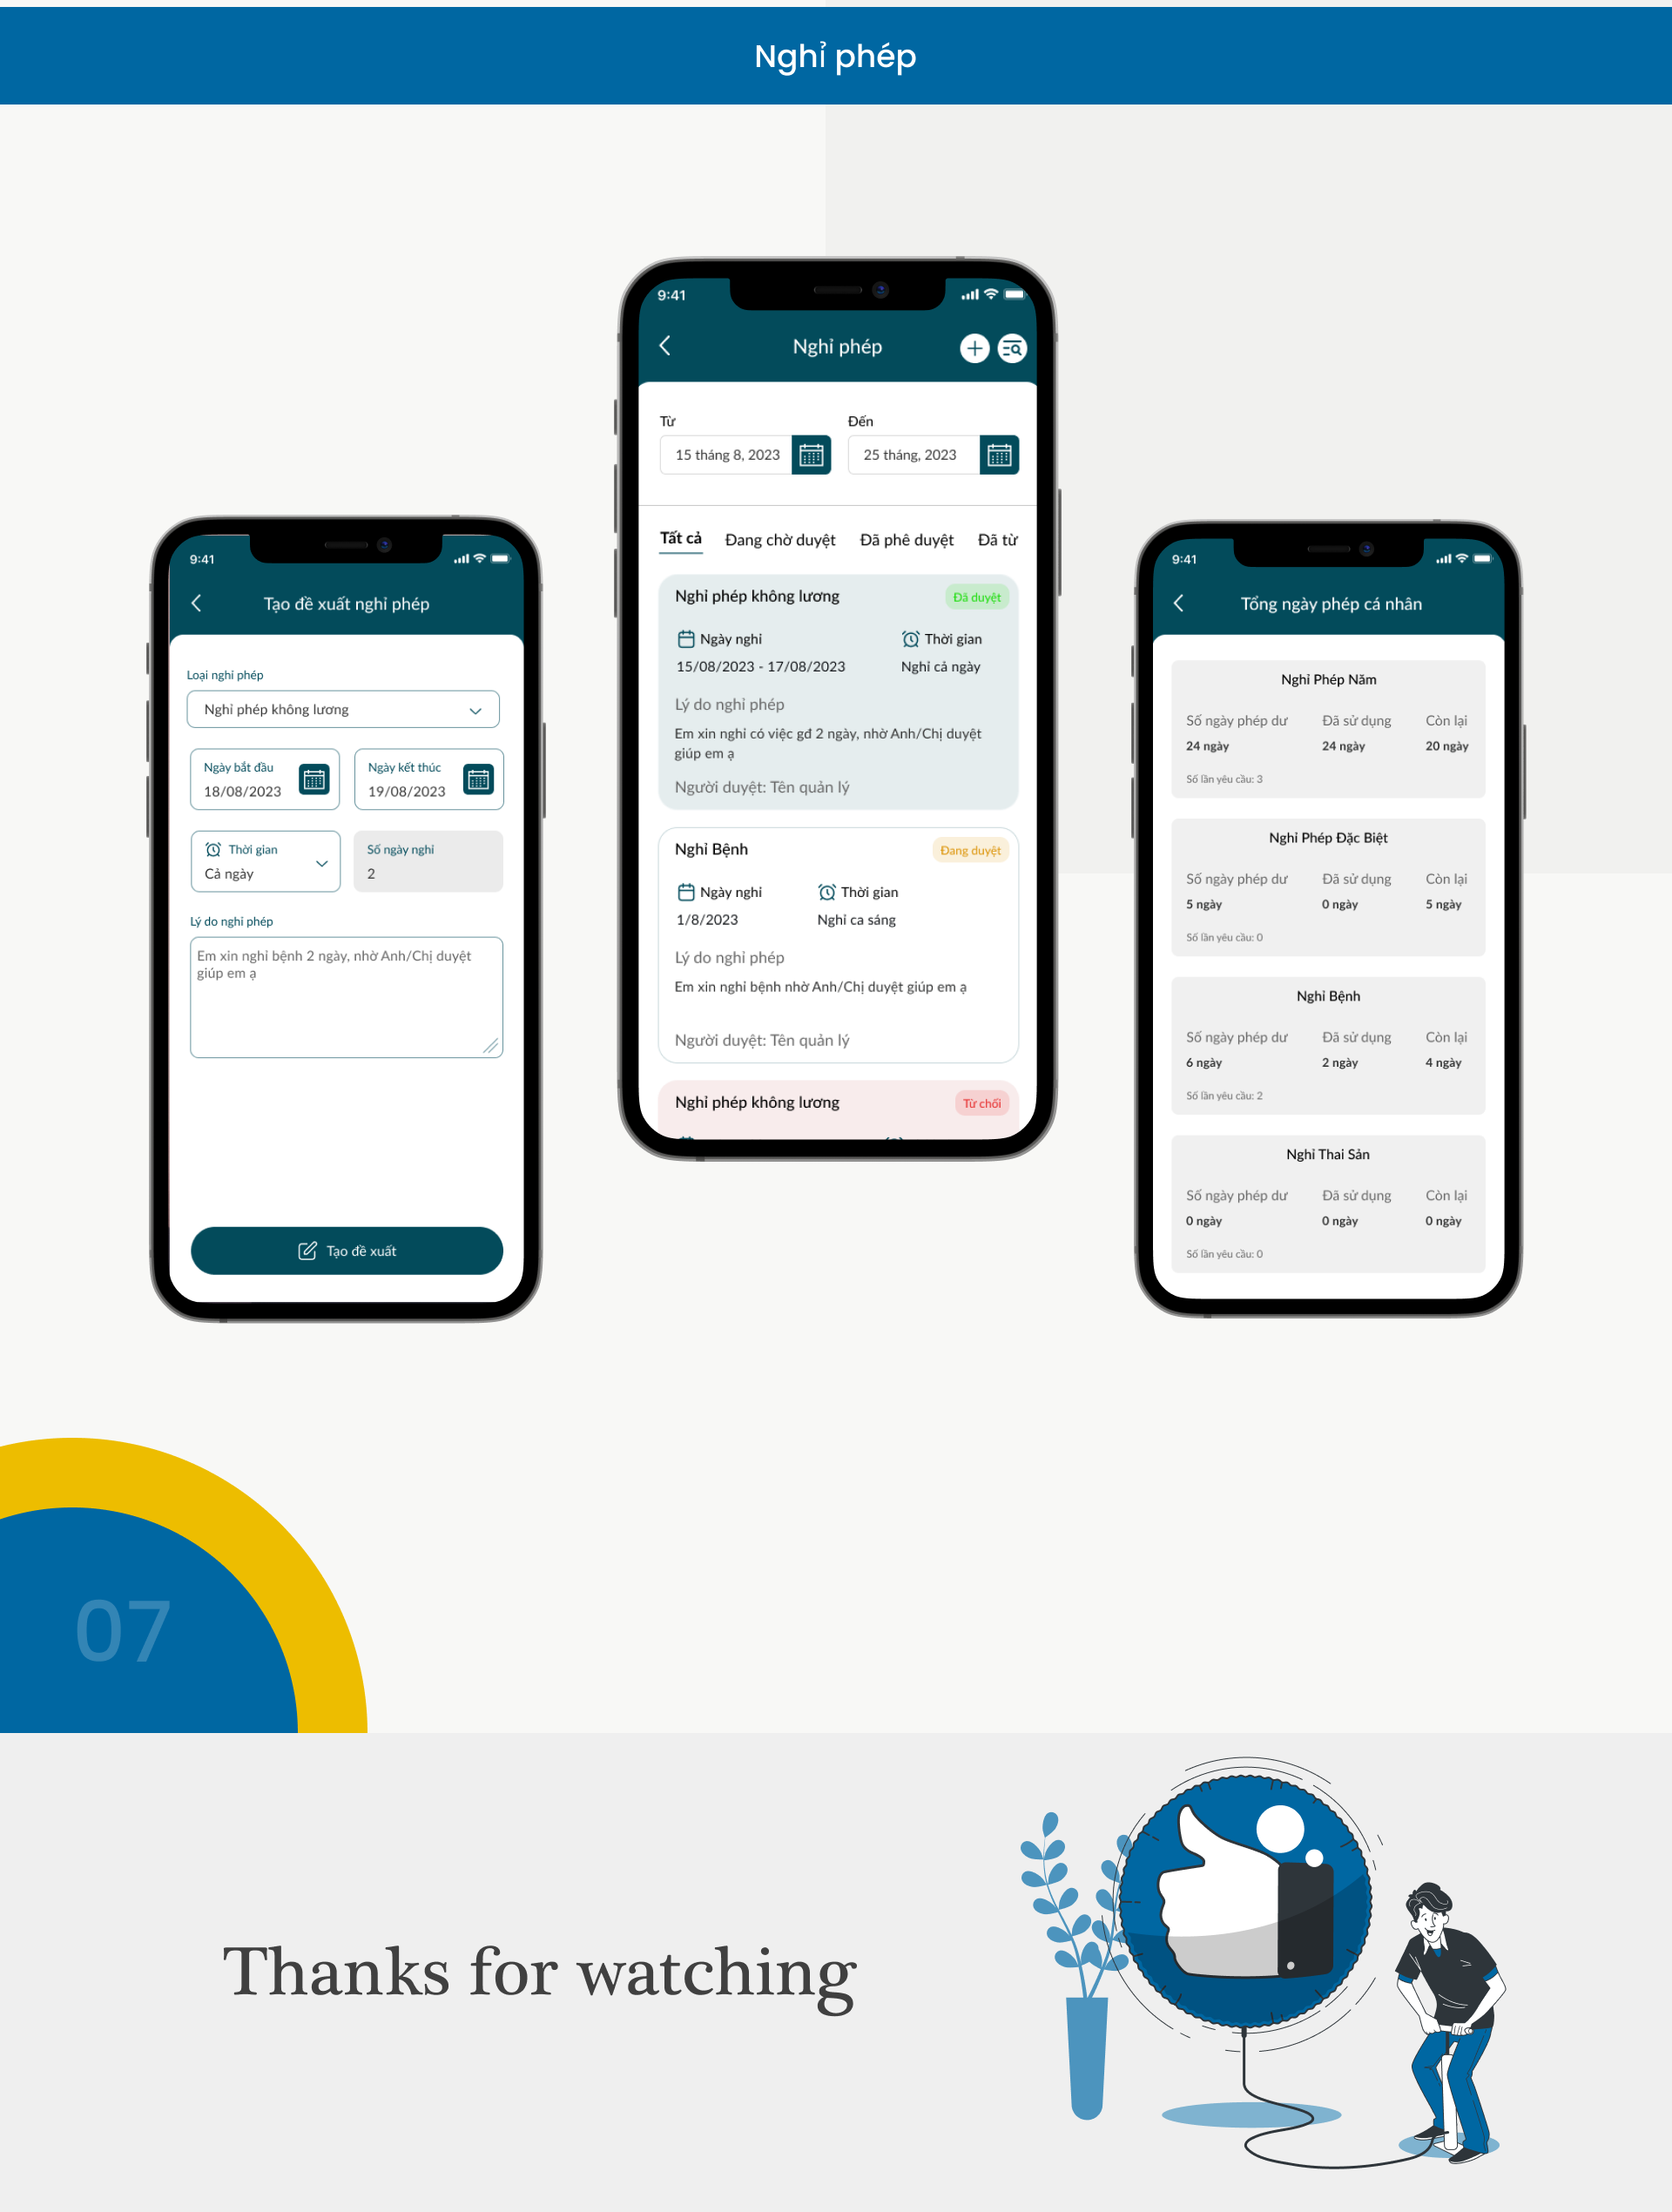 Nghỉ phép
9:41
Tạo đề xuất nghỉ phép
Loại nghỉ phép
Nghỉ phép không lương
Ngày bắt đầu
18/08/2023
Ngày kết thúc
19/08/2023
Thời gian
Cả ngày
Số ngày nghỉ
2
Lý do nghỉ phép
Em xin nghỉ bệnh 2 ngày, nhờ Anh/Chị duyệt
giúp em ạ
Tạo đề xuất
9:41
Nghỉ phép
Từ
Đến
15 tháng 8, 2023
25 tháng, 2023
Tất cả Đang chờ duyệt Đã phê duyệt Đã từ
Nghỉ phép không lương
Đã duyệt
Ngày nghỉ
Thời gian
15/08/2023 - 17/08/2023
Nghỉ cả ngày
Lý do nghỉ phép
Em xin nghỉ có việc gđ 2 ngày, nhờ Anh/Chị duyệt
giúp em ạ
Người duyệt: Tên quản lý
Nghỉ Bệnh
Đang duyệt
Ngày nghỉ
Thời gian
1/8/2023
Nghỉ ca sáng
Lý do nghỉ phép
Em xin nghỉ bệnh nhờ Anh/Chị duyệt giúp em ạ
Người duyệt: Tên quản lý
Nghỉ phép không lương
Từ chối
9:41
Tổng ngày phép cá nhân
Nghỉ Phép Năm
Số ngày phép dư Đã sử dụng Còn lại
24 ngày 24 ngày 20 ngày
Số lần yêu cầu: 3
Nghỉ Phép Đặc Biệt
Số ngày phép dư Đã sử dụng Còn lại
5 ngày 0 ngày 5 ngày
Số lần yêu cầu: 0
Nghỉ Bệnh
Số ngày phép dư Đã sử dụng Còn lại
6 ngày 2 ngày 4 ngày
Số lần yêu cầu: 2
Nghỉ Thai Sản
Số ngày phép dư Đã sử dụng Còn lại
0 ngày 0 ngày 0 ngày
Số lần yêu cầu: 0
07
Thanks for watching